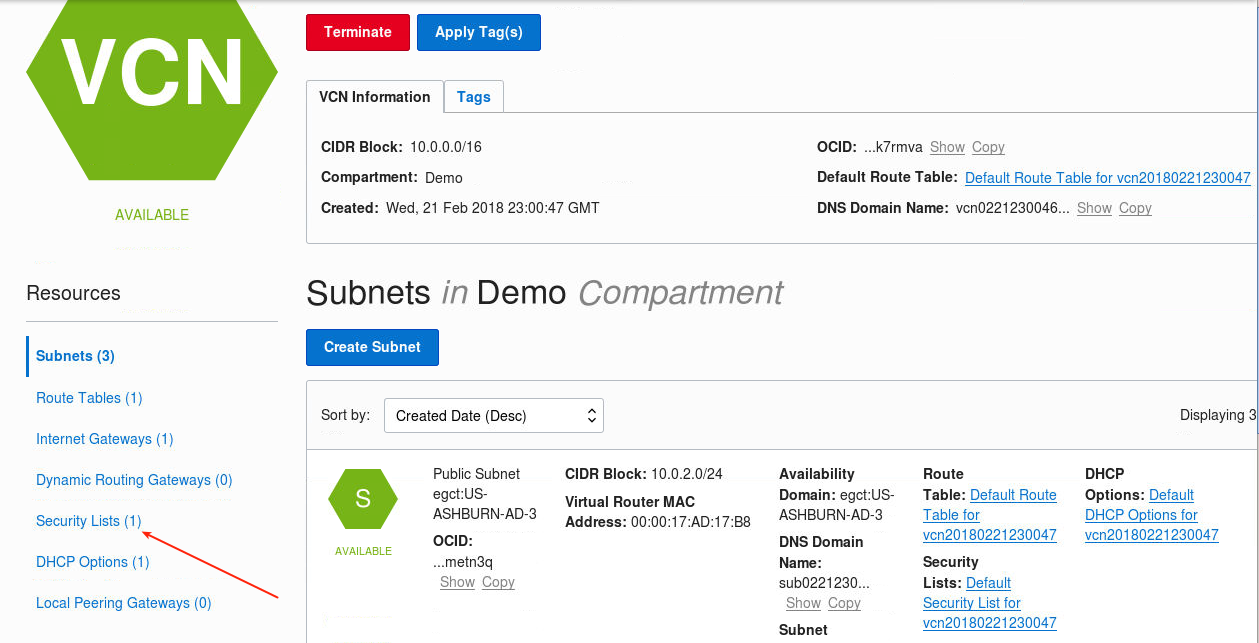 VCN
AVAILABLE
Terminate
Apply Tag(s)
VCN Information
Tags
CIDR Block: 10.0.0.0/16
Compartment: Demo
Created: Wed, 21 Feb 2018 23:00:47 GMT
OCID: ...k7rmva Show Copy
Default Route Table: Default Route Table for vcn20180221230047
DNS Domain Name: vcn0221230046... Show Copy
Resources
Subnets (3)
Route Tables (1)
Internet Gateways (1)
Dynamic Routing Gateways (0)
Security Lists (1)
DHCP Options (1)
Local Peering Gateways (0)
Subnets in Demo Compartment
Create Subnet
Sort by: Created Date (Desc)
Displaying 3
S
AVAILABLE
Public Subnet
egct:US-
ASHBURN-AD-3
OCID:
...metn3q
Show Copy
CIDR Block: 10.0.2.0/24
Virtual Router MAC
Address: 00:00:17:AD:17:B8
Availability
Domain: egct:US-
ASHBURN-AD-3
DNS Domain
Name:
sub0221230...
Show Copy
Subnet
Route
Table: Default Route
Table for
vcn20180221230047
Security
Lists: Default
Security List for
vcn20180221230047
DHCP
Options: Default
DHCP Options for
vcn20180221230047